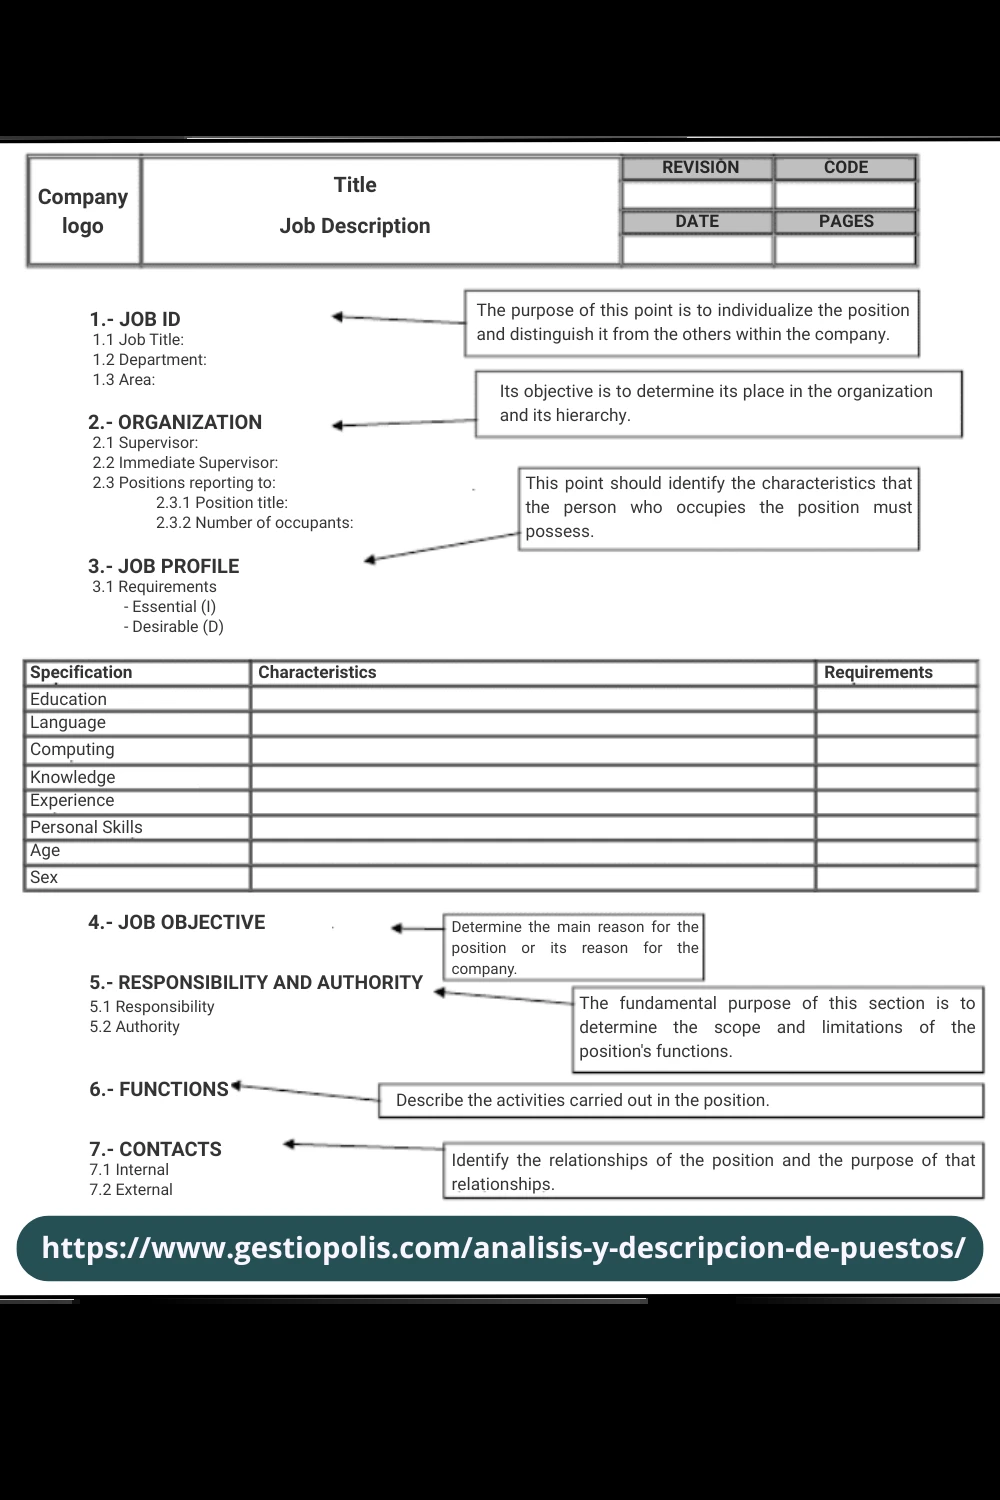 Company
logo
Title
Job Description
REVISIÓN
CODE
DATE
PAGES
1.- JOB ID
1.1 Job Title:
1.2 Department:
1.3 Area:
The purpose of this point is to individualize the position
and distinguish it from the others within the company.
2.- ORGANIZATION
2.1 Supervisor:
2.2 Immediate Supervisor:
2.3 Positions reporting to:
2.3.1 Position title:
2.3.2 Number of occupants:
Its objective is to determine its place in the organization
and its hierarchy.
3.- JOB PROFILE
3.1 Requirements
- Essential (I)
- Desirable (D)
This point should identify the characteristics that
the person who occupies the position must
possess.
Specification
Characteristics
Requirements
Education
Language
Computing
Knowledge
Experience
Personal Skills
Age
Sex
4.- JOB OBJECTIVE
Determine the main reason for the
position or its reason for the
company.
5.- RESPONSIBILITY AND AUTHORITY
5.1 Responsibility
5.2 Authority
The fundamental purpose of this section is to
determine the scope and limitations of the
position's functions.
6.- FUNCTIONS
Describe the activities carried out in the position.
7.- CONTACTS
7.1 Internal
7.2 External
Identify the relationships of the position and the purpose of that
relationships.
https://www.gestiopolis.com/analisis-y-descripcion-de-puestos/